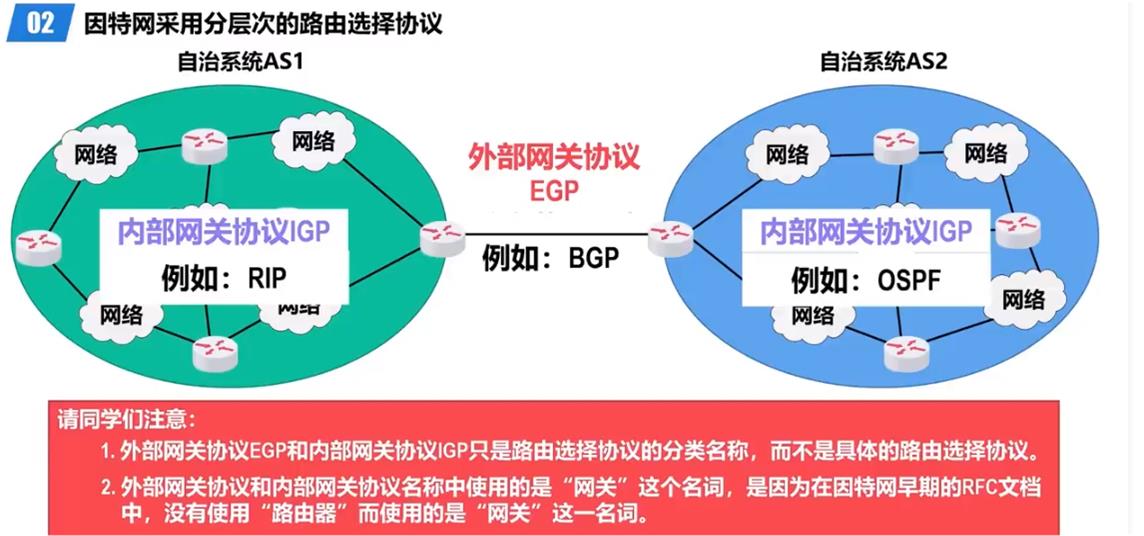 02 因特网采用分层次的路由选择协议
自治系统AS1
自治系统AS2
网络
网络
网络
网络
外部网关协议
EGP
内部网关协议IGP
内部网关协议IGP
例如：BGP
例如：RIP
例如：OSPF
网络
网络
网络
网络
请同学们注意：
1. 外部网关协议EGP和内部网关协议IGP只是路由选择协议的分类名称，而不是具体的路由选择协议。
2. 外部网关协议和内部网关协议名称中使用的是“网关”这个名词，是因为在因特网早期的RFC文档
中，没有使用“路由器”而使用的是“网关”这一名词。